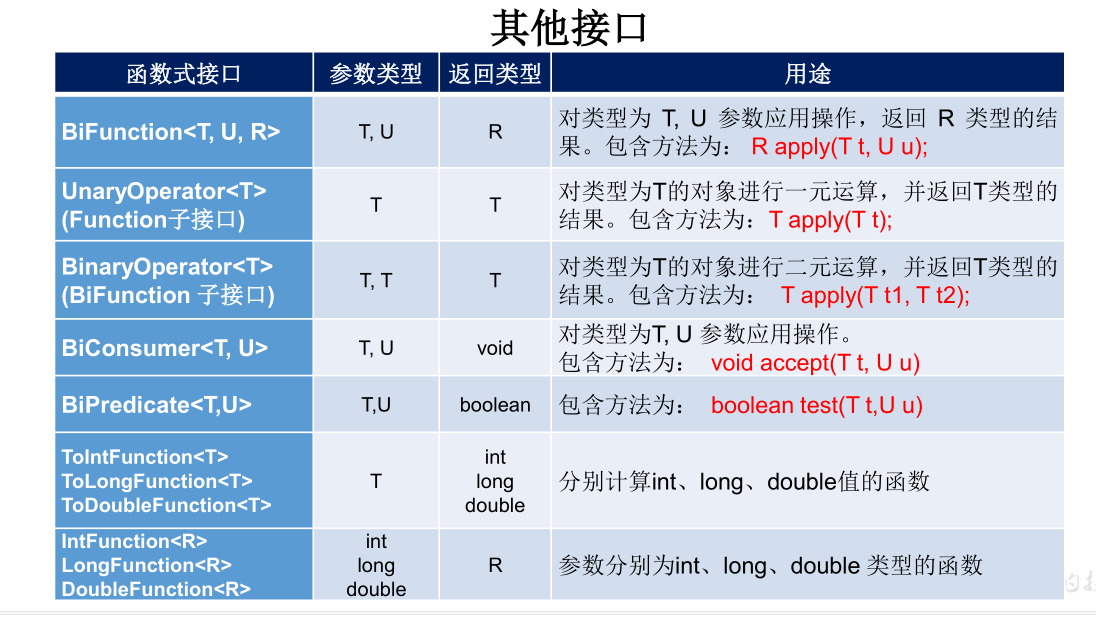 其他接口
函数式接口 参数类型 返回类型 用途
BiFunction<T, U, R>
T, U
R
对类型为 T, U 参数应用操作，返回 R 类型的结
果。包含方法为： R apply(T t, U u);
UnaryOperator<T>
(Function子接口)
T
T
对类型为T的对象进行一元运算，并返回T类型的
结果。包含方法为：T apply(T t);
BinaryOperator<T>
(BiFunction 子接口)
T, T
T
对类型为T的对象进行二元运算，并返回T类型的
结果。包含方法为： T apply(T t1, T t2);
BiConsumer<T, U>
T, U
void
对类型为T, U 参数应用操作。
包含方法为： void accept(T t, U u)
BiPredicate<T,U>
T,U
boolean
包含方法为： boolean test(T t,U u)
ToIntFunction<T>
ToLongFunction<T>
ToDoubleFunction<T>
T
int
long
double
分别计算int、long、double值的函数
IntFunction<R>
LongFunction<R>
DoubleFunction<R>
int
long
double
R
参数分别为int、long、double 类型的函数